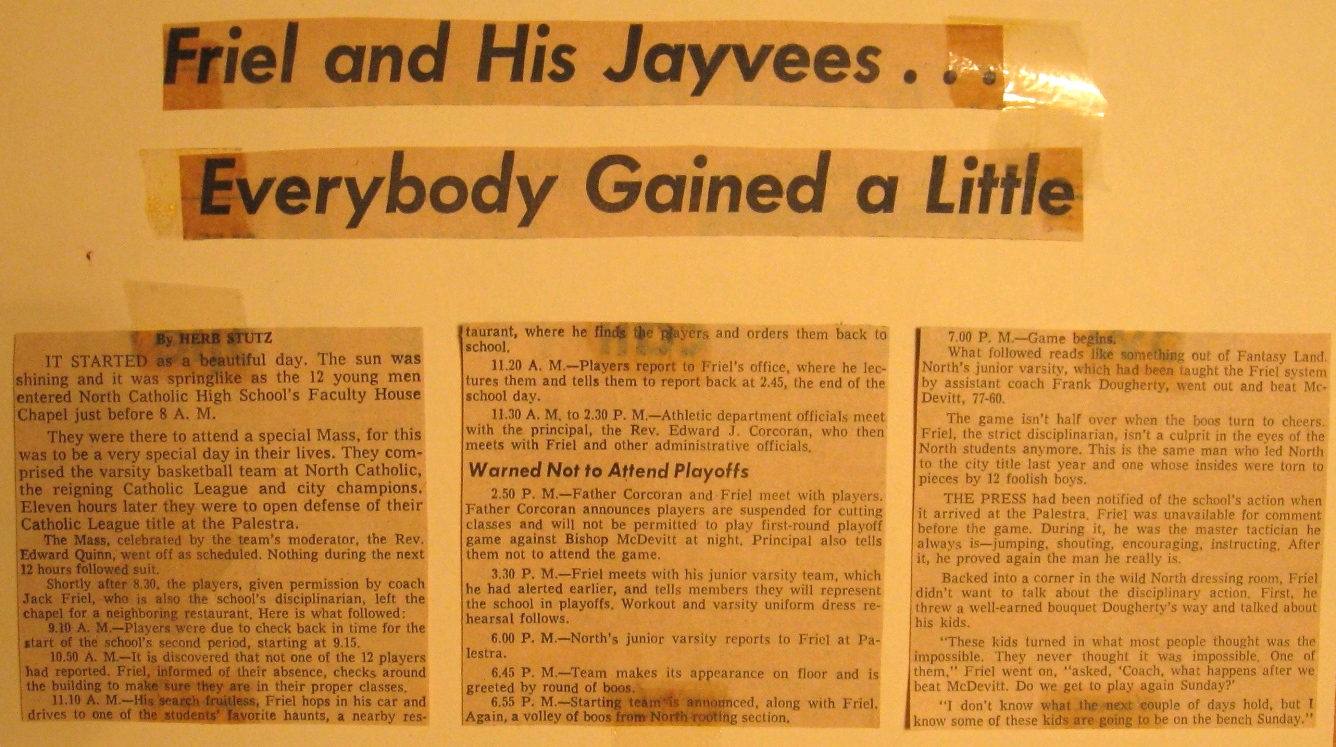 Friel and His Jayvees . . .
Everybody Gained a Little
By HERB STUTZ
IT STARTED as a beautiful day. The sun was
shining and it was springlike as the 12 young men
entered North Catholic High School's Faculty House
Chapel just before 8 A. M.
They were there to attend a special Mass, for this
was to be a very special day in their lives. They com-
prised the varsity basketball team at North Catholic,
the reigning Catholic League and city champions.
Eleven hours later they were to open defense of their
Catholic League title at the Palestra.
The Mass, celebrated by the team's moderator, the Rev.
Edward Quinn, went off as scheduled. Nothing during the next
12 hours followed suit.
Shortly after 8.30, the players, given permission by coach
Jack Friel, who is also the school's disciplinarian, left the
chapel for a neighboring restaurant. Here is what followed:
9.10 A. M.—Players were due to check back in time for the
start of the school's second period, starting at 9.15.
10.50 A. M.—It is discovered that not one of the 12 players
had reported. Friel, informed of their absence, checks around
the building to make sure they are in their proper classes.
11.10 A. M.—His search fruitless, Friel hops in his car and
drives to one of the students' favorite haunts, a nearby res-
taurant, where he finds the players and orders them back to
school.
11.20 A. M.—Players report to Friel's office, where he lec-
tures them and tells them to report back at 2.45, the end of the
school day.
11.30 A. M. to 2.30 P. M.—Athletic department officials meet
with the principal, the Rev. Edward J. Corcoran, who then
meets with Friel and other administrative officials.
Warned Not to Attend Playoffs
2.50 P. M.—Father Corcoran and Friel meet with players.
Father Corcoran announces players are suspended for cutting
classes and will not be permitted to play first-round playoff
game against Bishop McDevitt at night. Principal also tells
them not to attend the game.
3.30 P. M.—Friel meets with his junior varsity team, which
he had alerted earlier, and tells members they will represent
the school in playoffs. Workout and varsity uniform dress re-
hearsal follows.
6.00 P. M.—North's junior varsity reports to Friel at Pa-
lestra.
6.45 P. M.—Team makes its appearance on floor and is
greeted by round of boos.
6.55 P. M.—Starting team is announced, along with Friel.
Again, a volley of boos from North rooting section.
7.00 P. M.—Game begins.
What followed reads like something out of Fantasy Land.
North's junior varsity, which had been taught the Friel system
by assistant coach Frank Dougherty, went out and beat Mc-
Devitt, 77-60.
The game isn't half over when the boos turn to cheers.
Friel, the strict disciplinarian, isn't a culprit in the eyes of the
North students anymore. This is the same man who led North
to the city title last year and one whose insides were torn to
pieces by 12 foolish boys.
THE PRESS had been notified of the school's action when
it arrived at the Palestra. Friel was unavailable for comment
before the game. During it, he was the master tactician he
always is—jumping, shouting, encouraging, instructing. After
it, he proved again the man he really is.
Backed into a corner in the wild North dressing room, Friel
didn't want to talk about the disciplinary action. First, he
threw a well-earned bouquet Dougherty's way and talked about
his kids.
"These kids turned in what most people thought was the
impossible. They never thought it was impossible. One of
them," Friel went on, "asked, 'Coach, what happens after we
beat McDevitt. Do we get to play again Sunday?'
"I don't know what the next couple of days hold, but I
know some of these kids are going to be on the bench Sunday."